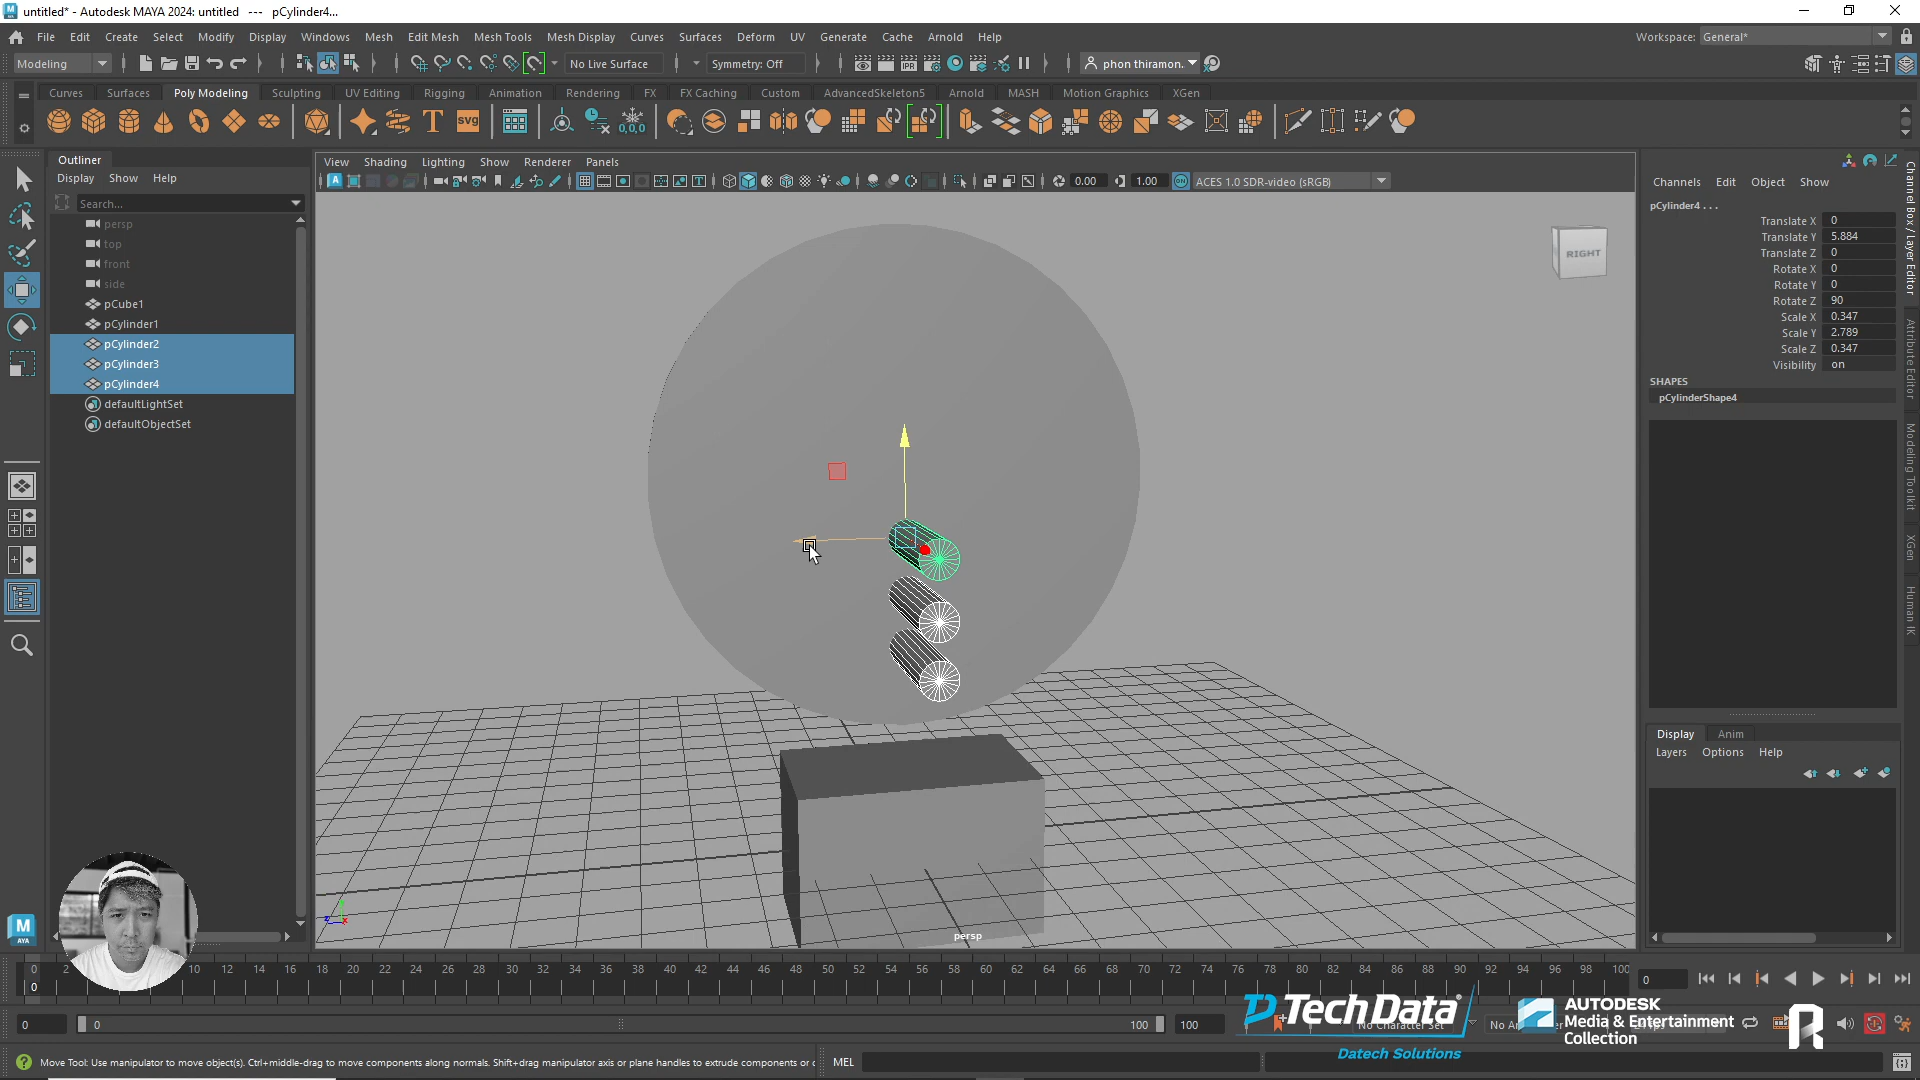 untitled* - Autodesk MAYA 2024: untitled --- pCylinder4...
File Edit Create Select Modify Display Windows Mesh Edit Mesh Mesh Tools Mesh Display Curves Surfaces Deform UV Generate Cache Arnold Help
Workspace: General*
Modeling
No Live Surface
Symmetry: Off
phon thiramon.
Curves Surfaces Poly Modeling Sculpting UV Editing Rigging Animation Rendering FX FX Caching Custom AdvancedSkeleton5 Arnold MASH Motion Graphics XGen
SVG
0,0,0
Outliner
Display Show Help
Search...
persp
top
front
side
pCube1
pCylinder1
pCylinder2
pCylinder3
pCylinder4
defaultLightSet
defaultObjectSet
View Shading Lighting Show Renderer Panels
0.00
1.00
ACES 1.0 SDR-video (sRGB)
RIGHT
persp
Channels Edit Object Show
pCylinder4 . . .
Translate X 0
Translate Y 5.884
Translate Z 0
Rotate X 0
Rotate Y 0
Rotate Z 90
Scale X 0.347
Scale Y 2.789
Scale Z 0.347
Visibility on
SHAPES
pCylinderShape4
Channel Box / Layer Editor
Attribute Editor
Modeling Toolkit
XGen
Human IK
Display Anim
Layers Options Help
0 2 10 12 14 16 18 20 22 24 26 28 30 32 34 36 38 40 42 44 46 48 50 52 54 56 58 60 62 64 66 68 70 72 74 76 78 80 82 84 86 88 90 92 94 96 98 100
0
0
0
0
100
100
No Character Set
TechData
Datech Solutions
AUTODESK
Media & Entertainment
Collection
Move Tool: Use manipulator to move object(s). Ctrl+middle-drag to move components along normals. Shift+drag manipulator axis or plane handles to extrude components or
MEL
M
AYA